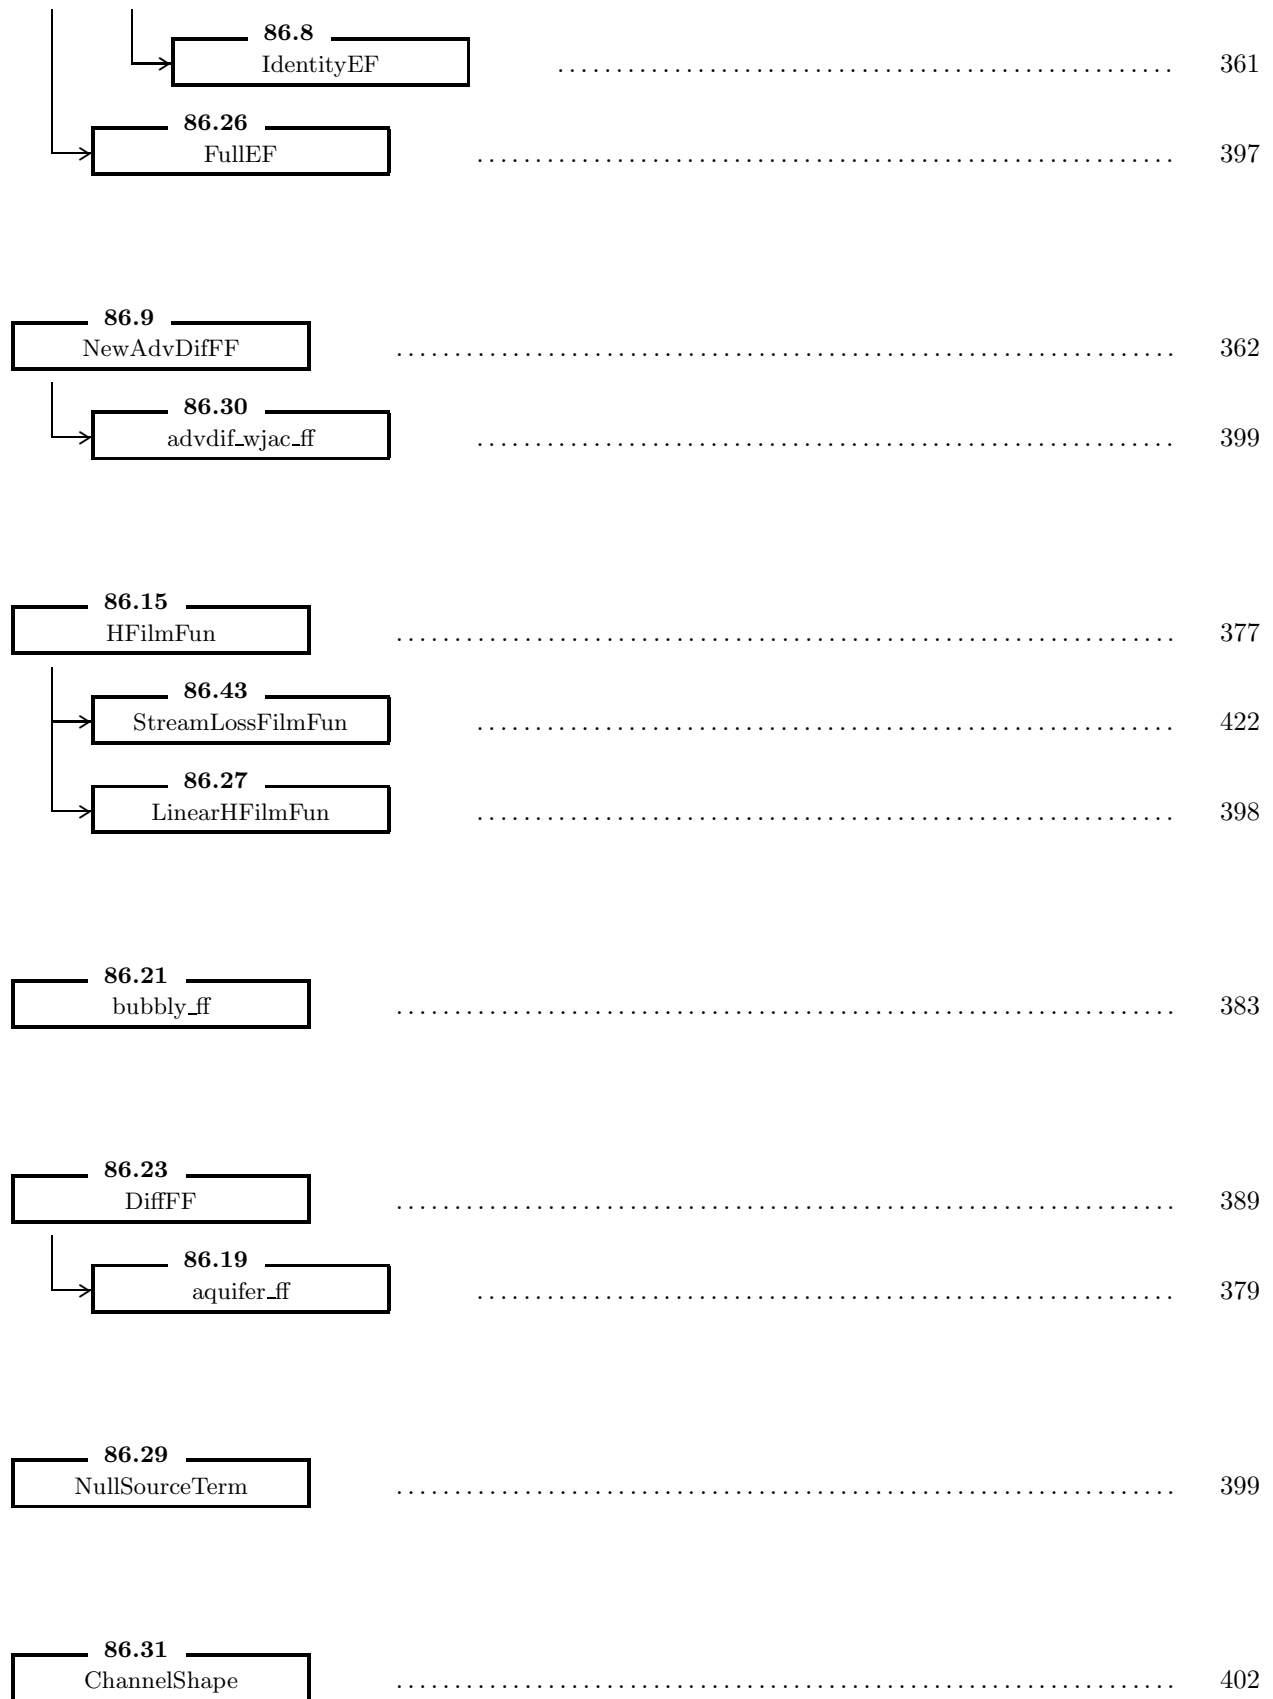 86.8
IdentityEF ..................................................... 361
86.26
FullEF ............................................................ 397
86.9
NewAdvDifFF ................................................................... 362
86.30
advdif_wjac_ff ............................................................ 399
86.15
HFilmFun ................................................................... 377
86.43
StreamLossFilmFun ............................................................ 422
86.27
LinearHFilmFun ............................................................ 398
86.21
bubbly_ff ................................................................... 383
86.23
DiffFF ................................................................... 389
86.19
aquifer_ff ............................................................ 379
86.29
NullSourceTerm ................................................................... 399
86.31
ChannelShape ................................................................... 402